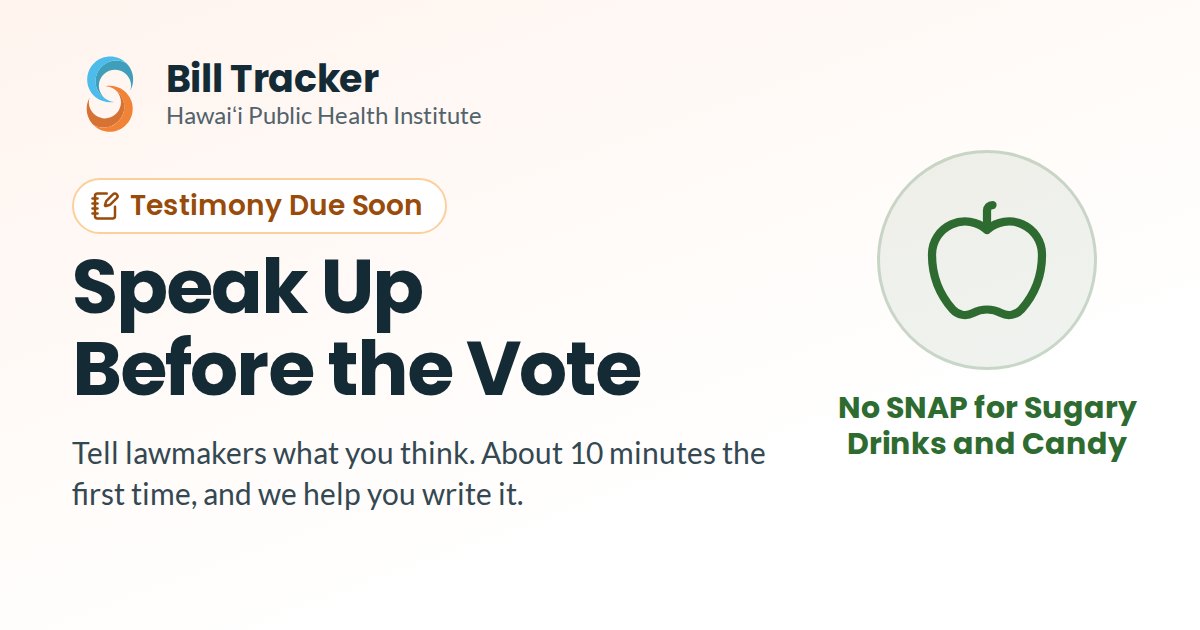 Bill Tracker
Hawaiʻi Public Health Institute
Testimony Due Soon
Speak Up
Before the Vote
Tell lawmakers what you think. About 10 minutes the
first time, and we help you write it.
No SNAP for Sugary
Drinks and Candy